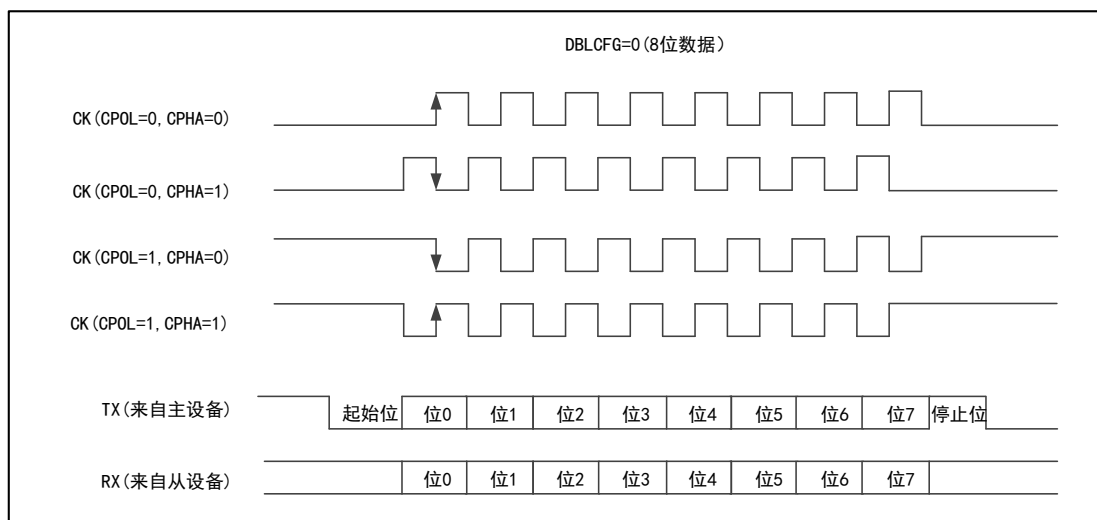 DBLCFG=0(8位数据)
CK(CPOL=0,CPHA=0)
CK(CPOL=0,CPHA=1)
CK(CPOL=1,CPHA=0)
CK(CPOL=1,CPHA=1)
TX(来自主设备) 起始位 位0 位1 位2 位3 位4 位5 位6 位7 停止位
RX(来自从设备) 位0 位1 位2 位3 位4 位5 位6 位7